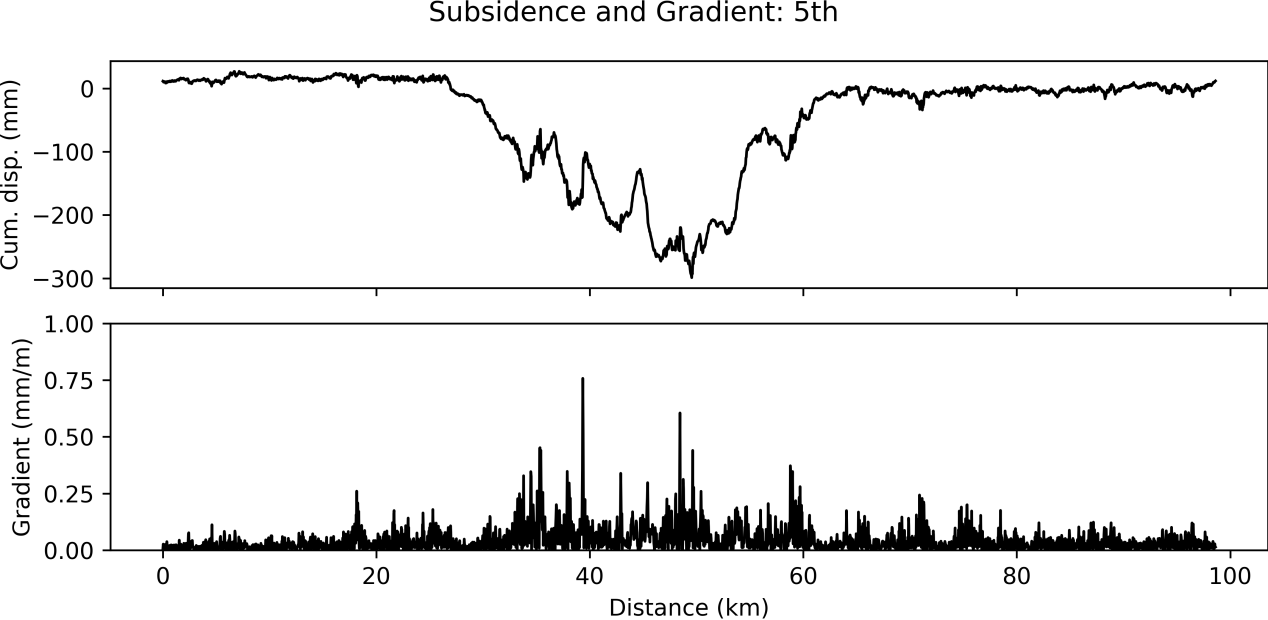 Subsidence and Gradient: 5th
Cum. disp. (mm)
0
−100
−200
−300
Gradient (mm/m)
1.00
0.75
0.50
0.25
0.00
0 20 40 60 80 100
Distance (km)